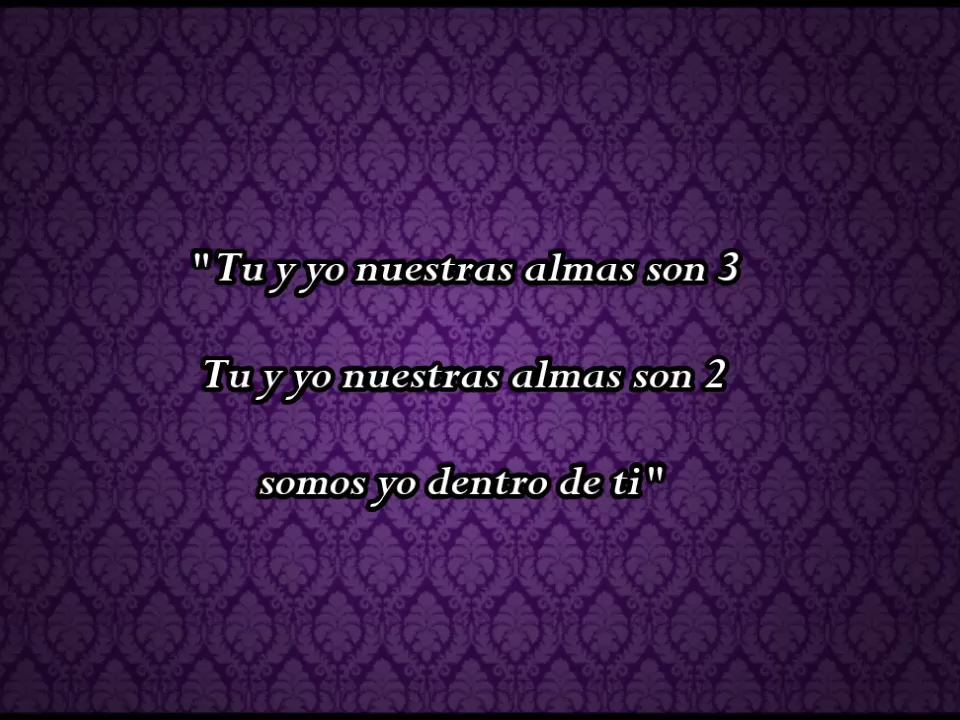 "Tu y yo nuestras almas son 3
Tu y yo nuestras almas son 2
somos yo dentro de ti"